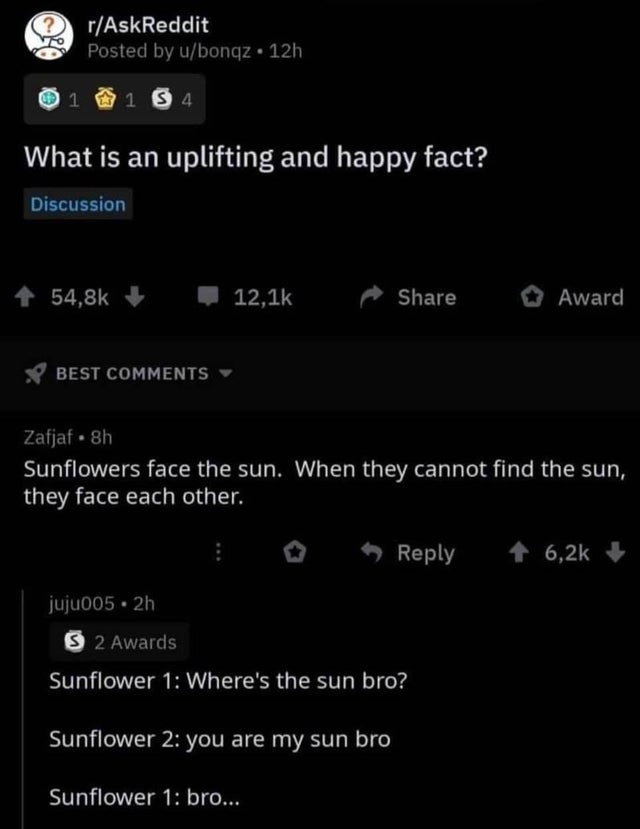 r/AskReddit
Posted by u/bonqz • 12h
1 1 S 4
What is an uplifting and happy fact?
Discussion
54,8k 12,1k Share Award
BEST COMMENTS
Zafjaf • 8h
Sunflowers face the sun. When they cannot find the sun,
they face each other.
Reply 6,2k
juju005 • 2h
S 2 Awards
Sunflower 1: Where's the sun bro?
Sunflower 2: you are my sun bro
Sunflower 1: bro...